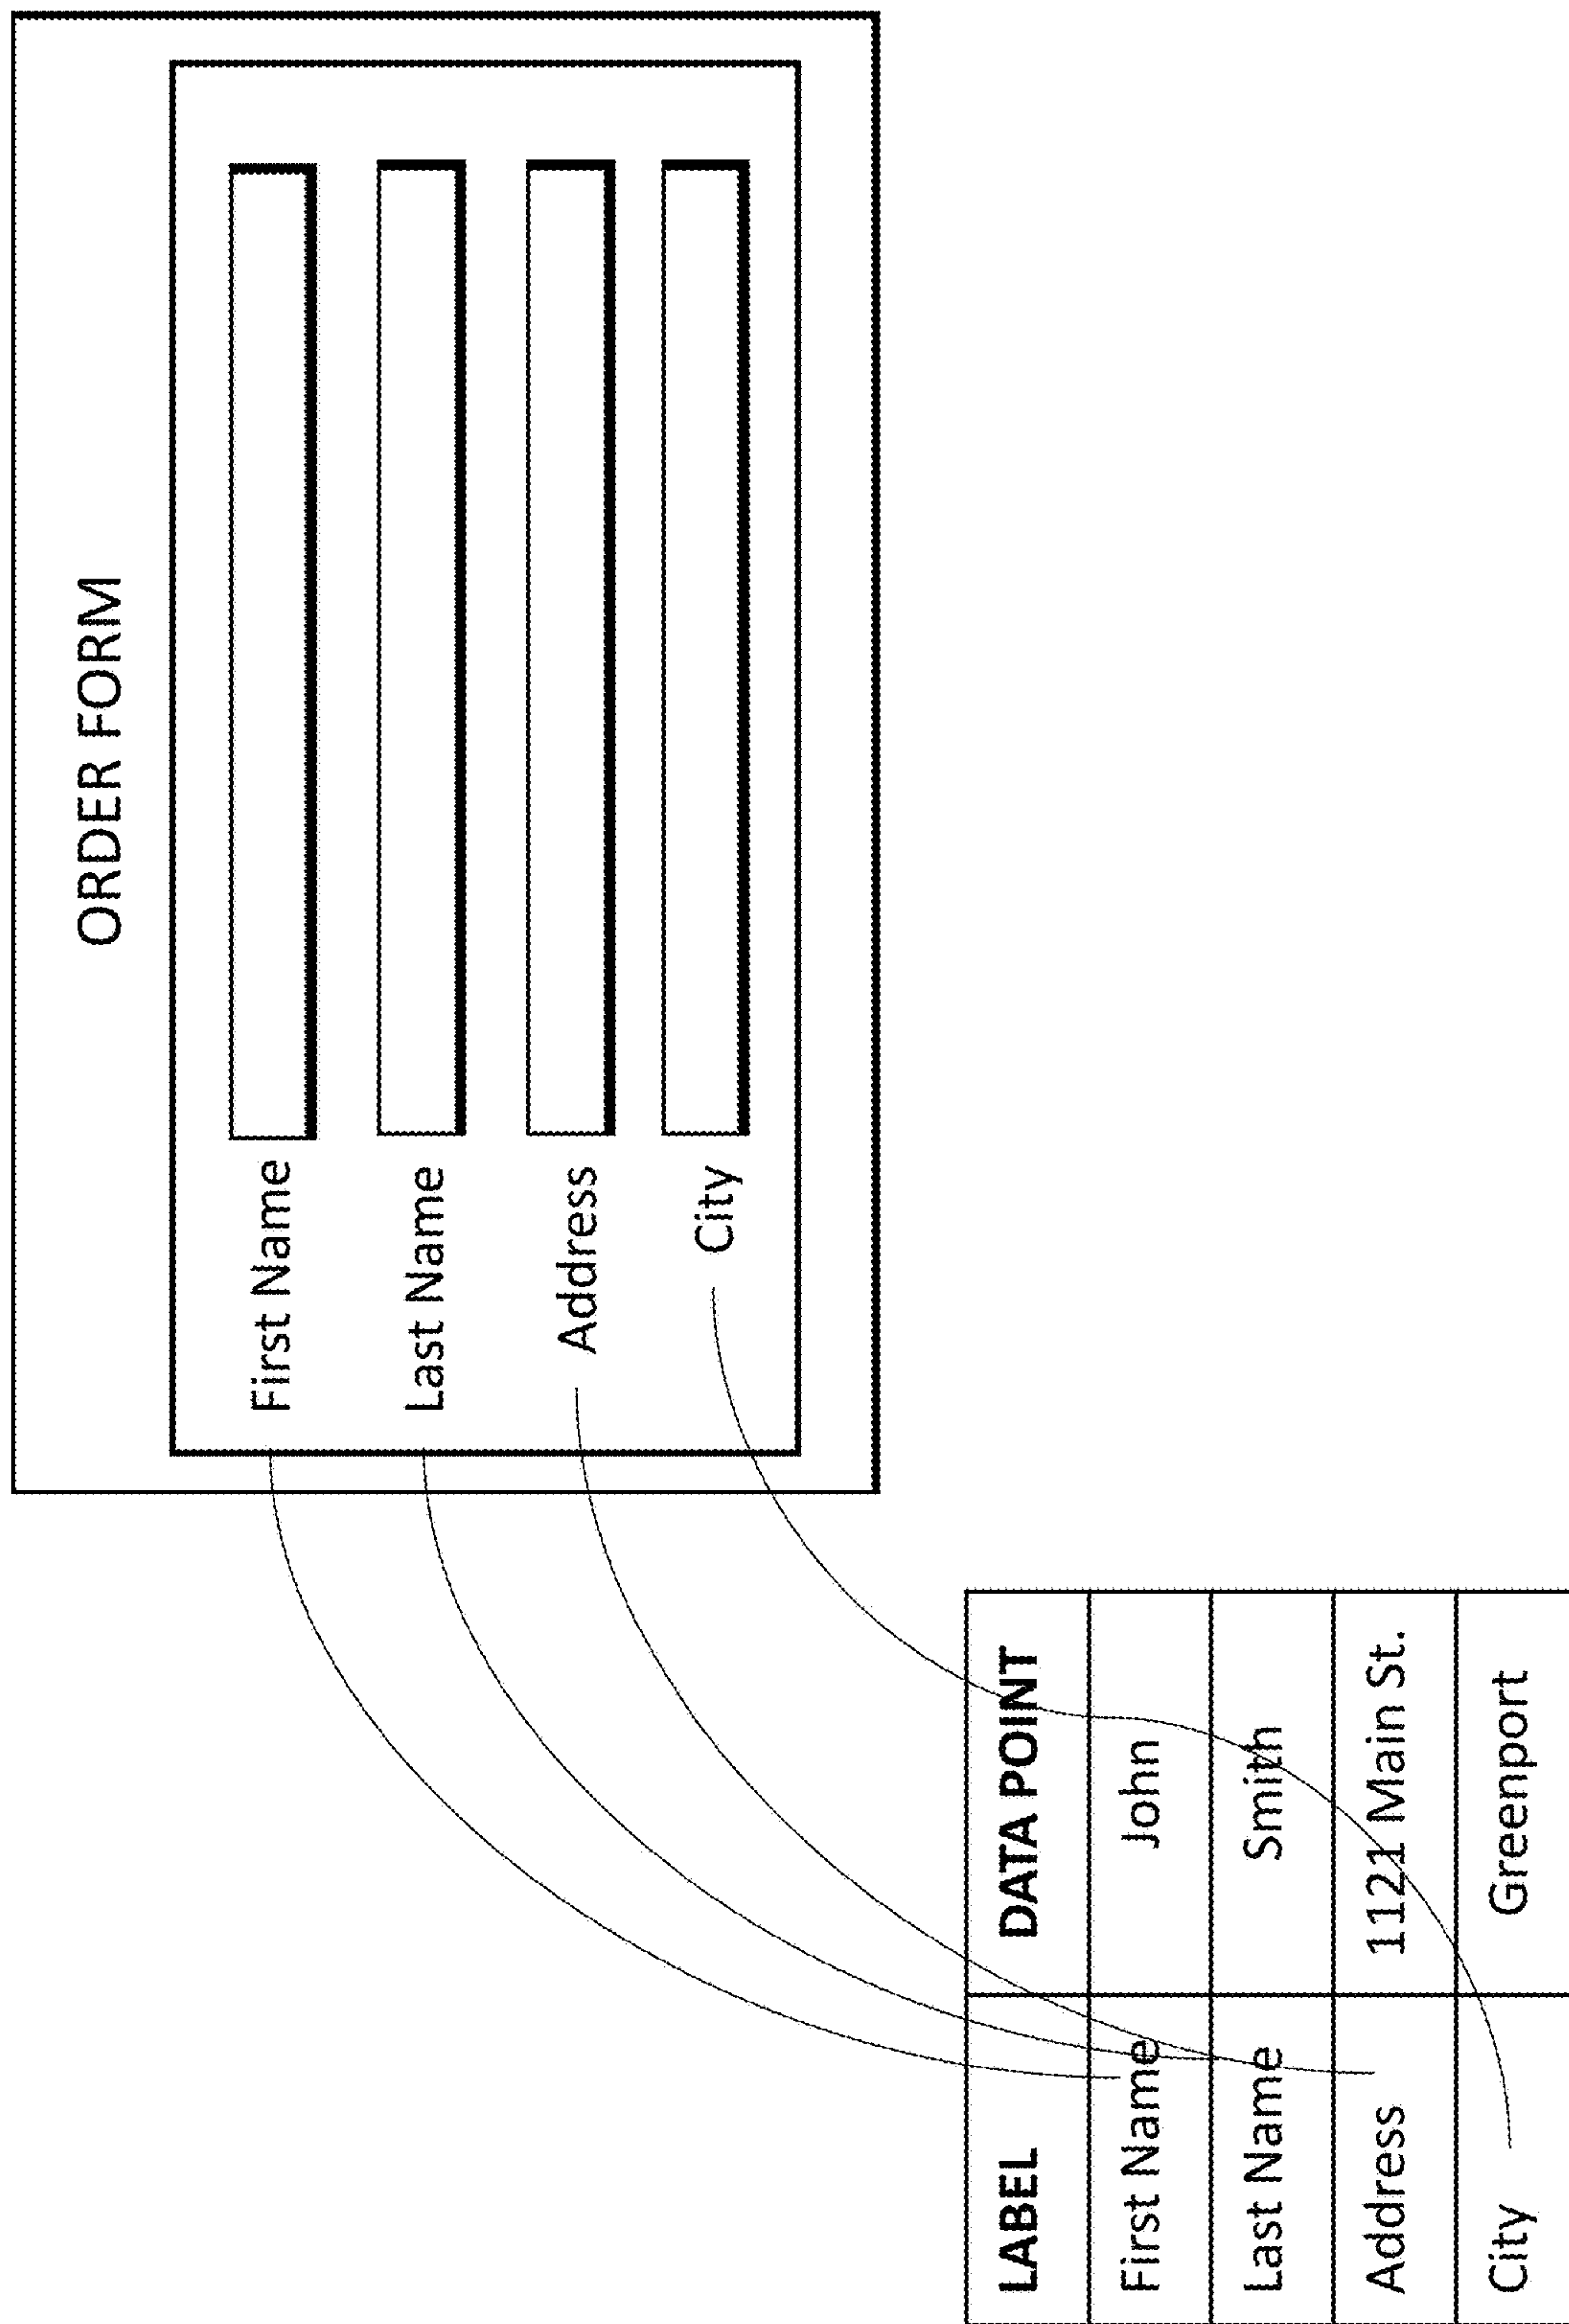 ORDER FORM
First Name
Last Name
Address
City
LABEL DATA POINT
First Name John
Last Name Smith
Address 1121 Main St.
City Greenport